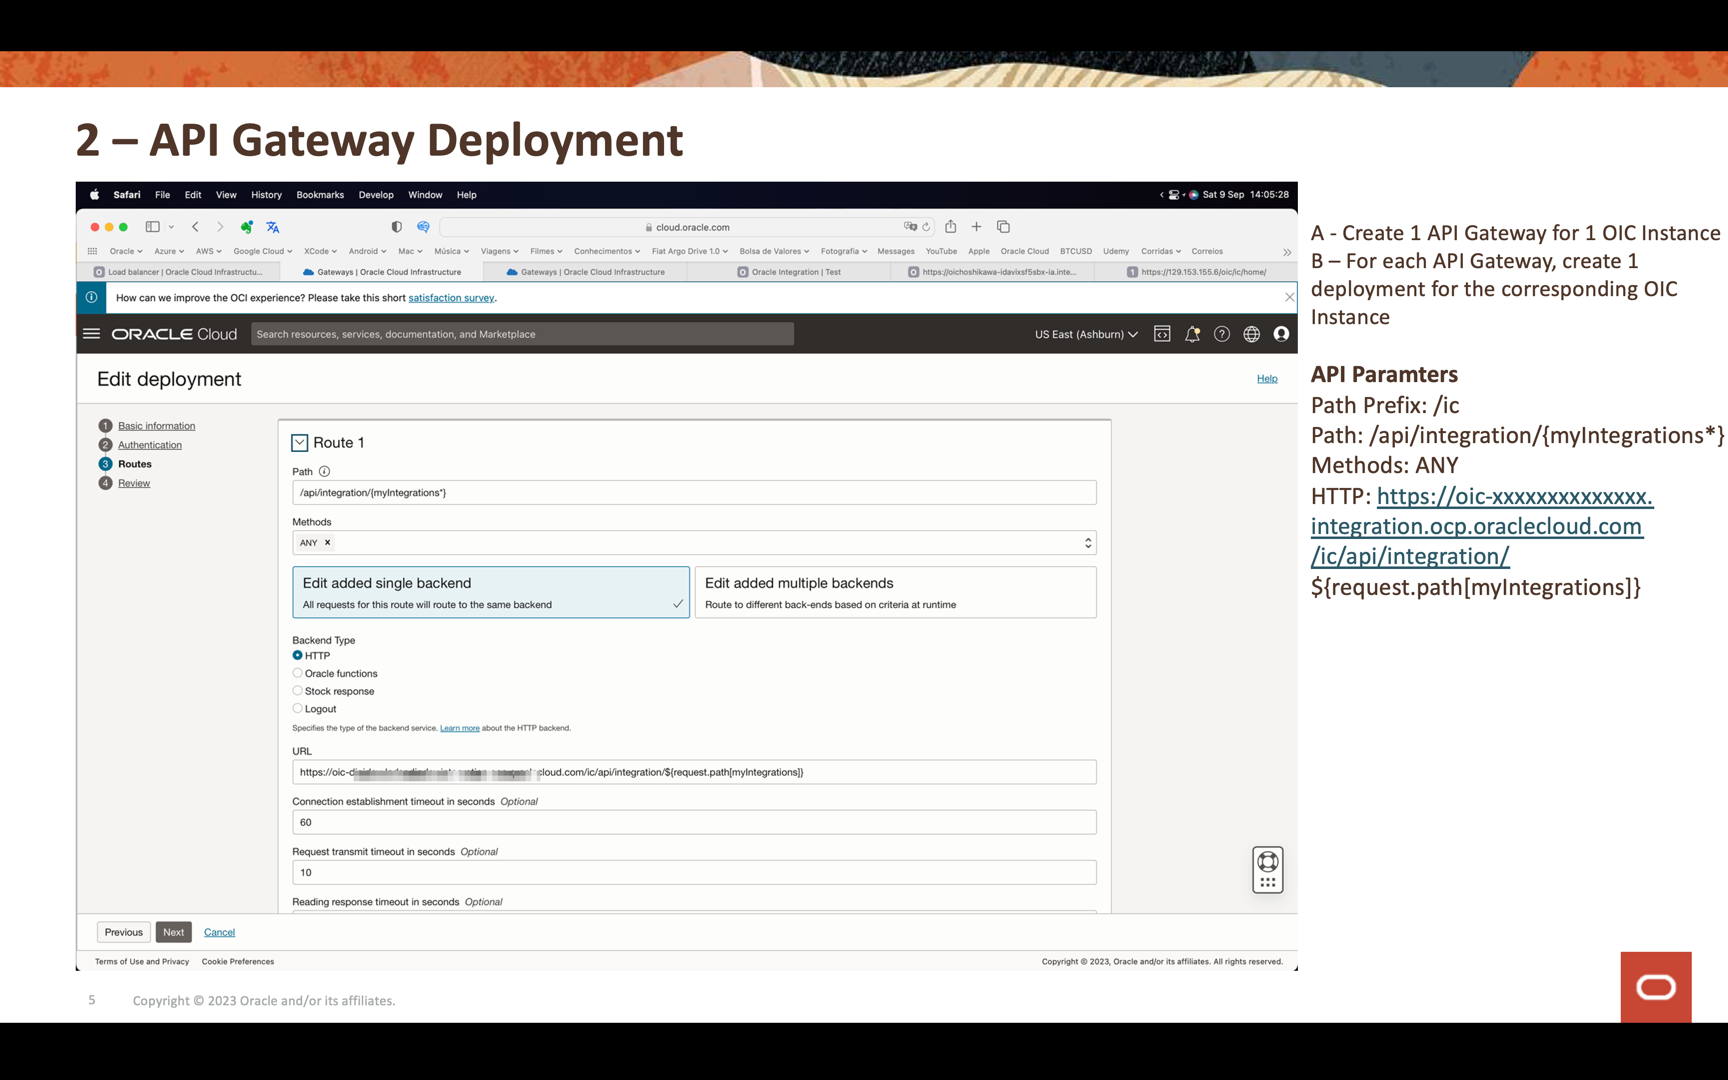 2 – API Gateway Deployment
Safari File Edit View History Bookmarks Develop Window Help
Sat 9 Sep 14:05:28
cloud.oracle.com
Oracle Azure AWS Google Cloud XCode Android Mac Música Viagens Filmes Conhecimentos Fiat Argo Drive 1.0 Bolsa de Valores Fotografia Messages YouTube Apple Oracle Cloud BTCUSD Udemy Corridas Correios
Load balancer | Oracle Cloud Infrastructu... Gateways | Oracle Cloud Infrastructure Gateways | Oracle Cloud Infrastructure Oracle Integration | Test https://oichoshikawa-idavixsf5sbx-ia.inte... 1 https://129.153.155.6/oic/ic/home/
How can we improve the OCI experience? Please take this short satisfaction survey.
ORACLE Cloud
Search resources, services, documentation, and Marketplace
US East (Ashburn)
Edit deployment
Help
1 Basic information
2 Authentication
3 Routes
4 Review
Route 1
Path
/api/integration/{myIntegrations*}
Methods
ANY
Edit added single backend
All requests for this route will route to the same backend
Edit added multiple backends
Route to different back-ends based on criteria at runtime
Backend Type
HTTP
Oracle functions
Stock response
Logout
Specifies the type of the backend service. Learn more about the HTTP backend.
URL
https://oic-d cloud.com/ic/api/integration/${request.path[myIntegrations]}
Connection establishment timeout in seconds Optional
60
Request transmit timeout in seconds Optional
10
Reading response timeout in seconds Optional
Previous Next Cancel
Terms of Use and Privacy Cookie Preferences
Copyright © 2023, Oracle and/or its affiliates. All rights reserved.
A - Create 1 API Gateway for 1 OIC Instance
B – For each API Gateway, create 1
deployment for the corresponding OIC
Instance
API Paramters
Path Prefix: /ic
Path: /api/integration/{myIntegrations*}
Methods: ANY
HTTP: https://oic-xxxxxxxxxxxxxx.
integration.ocp.oraclecloud.com
/ic/api/integration/
${request.path[myIntegrations]}
5
Copyright © 2023 Oracle and/or its affiliates.